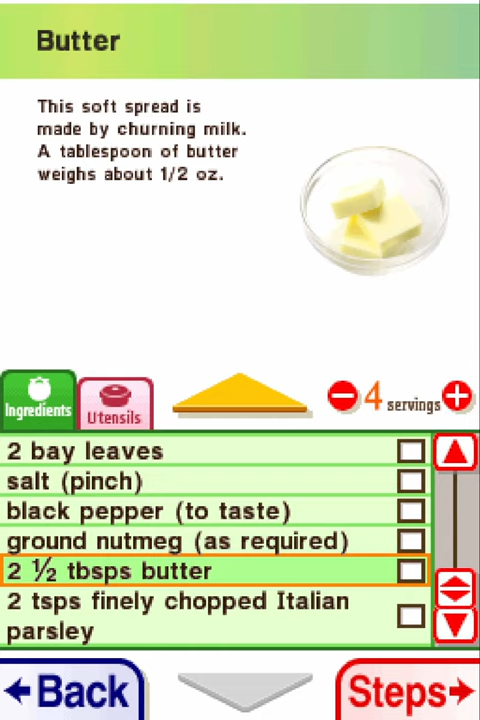 Butter
This soft spread is
made by churning milk.
A tablespoon of butter
weighs about 1/2 oz.
Ingredients
Utensils
4 servings
2 bay leaves
salt (pinch)
black pepper (to taste)
ground nutmeg (as required)
2 ½ tbsps butter
2 tsps finely chopped Italian
parsley
Back
Steps